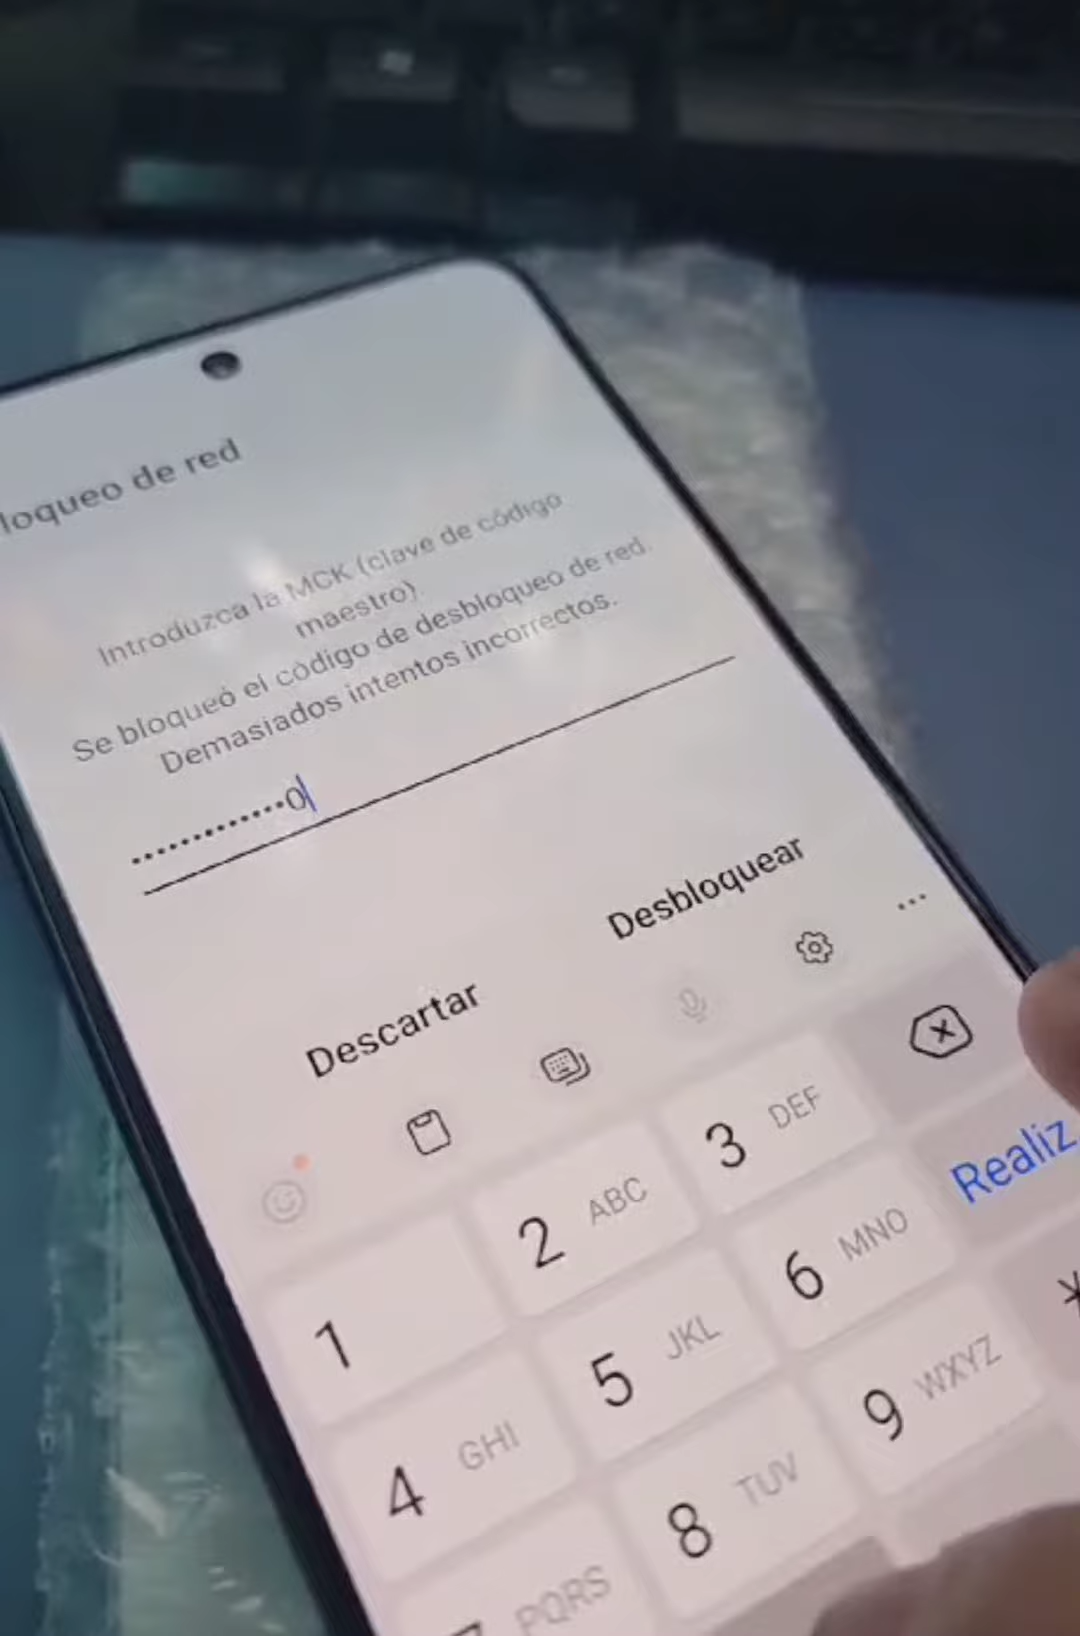 loqueo de red
Introduzca la MCK (clave de código
maestro)
Se bloqueó el código de desbloqueo de red.
Demasiados intentos incorrectos.
•••••••••••••0
Desbloquear
Descartar
3 DEF
2 ABC
1
Realiz
6 MNO
5 JKL
4 GHI
9 WXYZ
8 TUV
PQRS